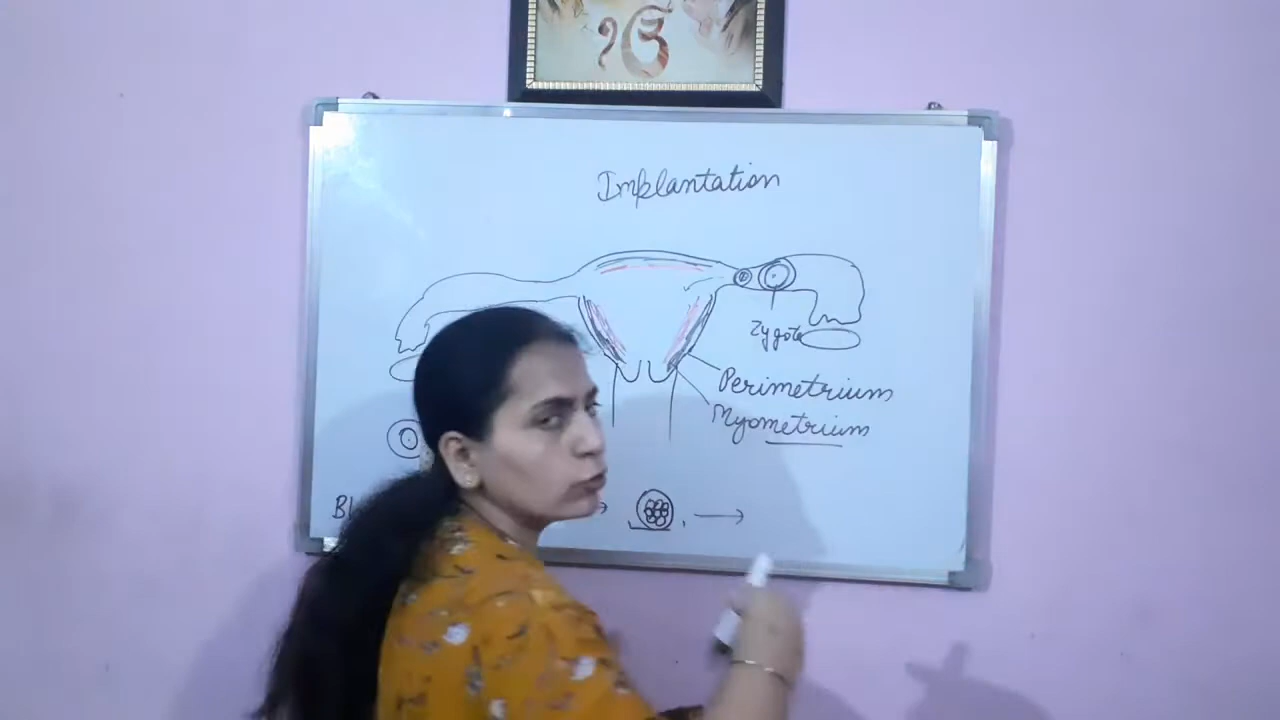 ੴ
Implantation
Zygote
Perimetrium
Myometrium